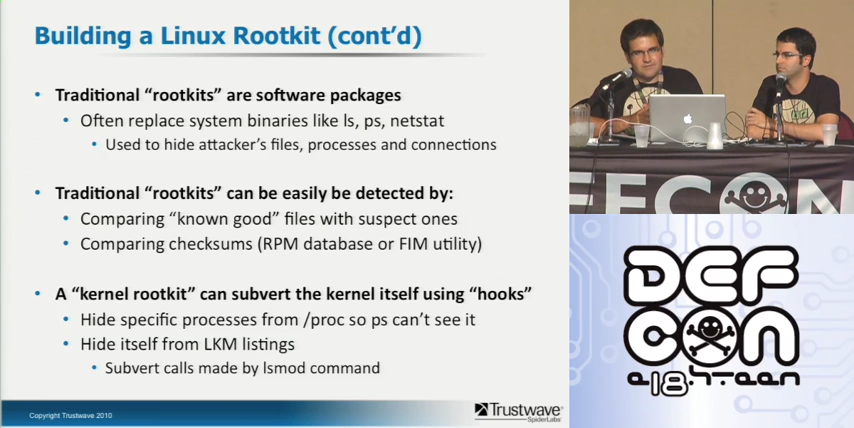 Building a Linux Rootkit (cont’d)
• Traditional “rootkits” are software packages
• Often replace system binaries like ls, ps, netstat
• Used to hide attacker’s files, processes and connections
• Traditional “rootkits” can be easily be detected by:
• Comparing “known good” files with suspect ones
• Comparing checksums (RPM database or FIM utility)
• A “kernel rootkit” can subvert the kernel itself using “hooks”
• Hide specific processes from /proc so ps can’t see it
• Hide itself from LKM listings
• Subvert calls made by lsmod command
Copyright Trustwave 2010
Trustwave®
SpiderLabs®
FECON
DEF
CON